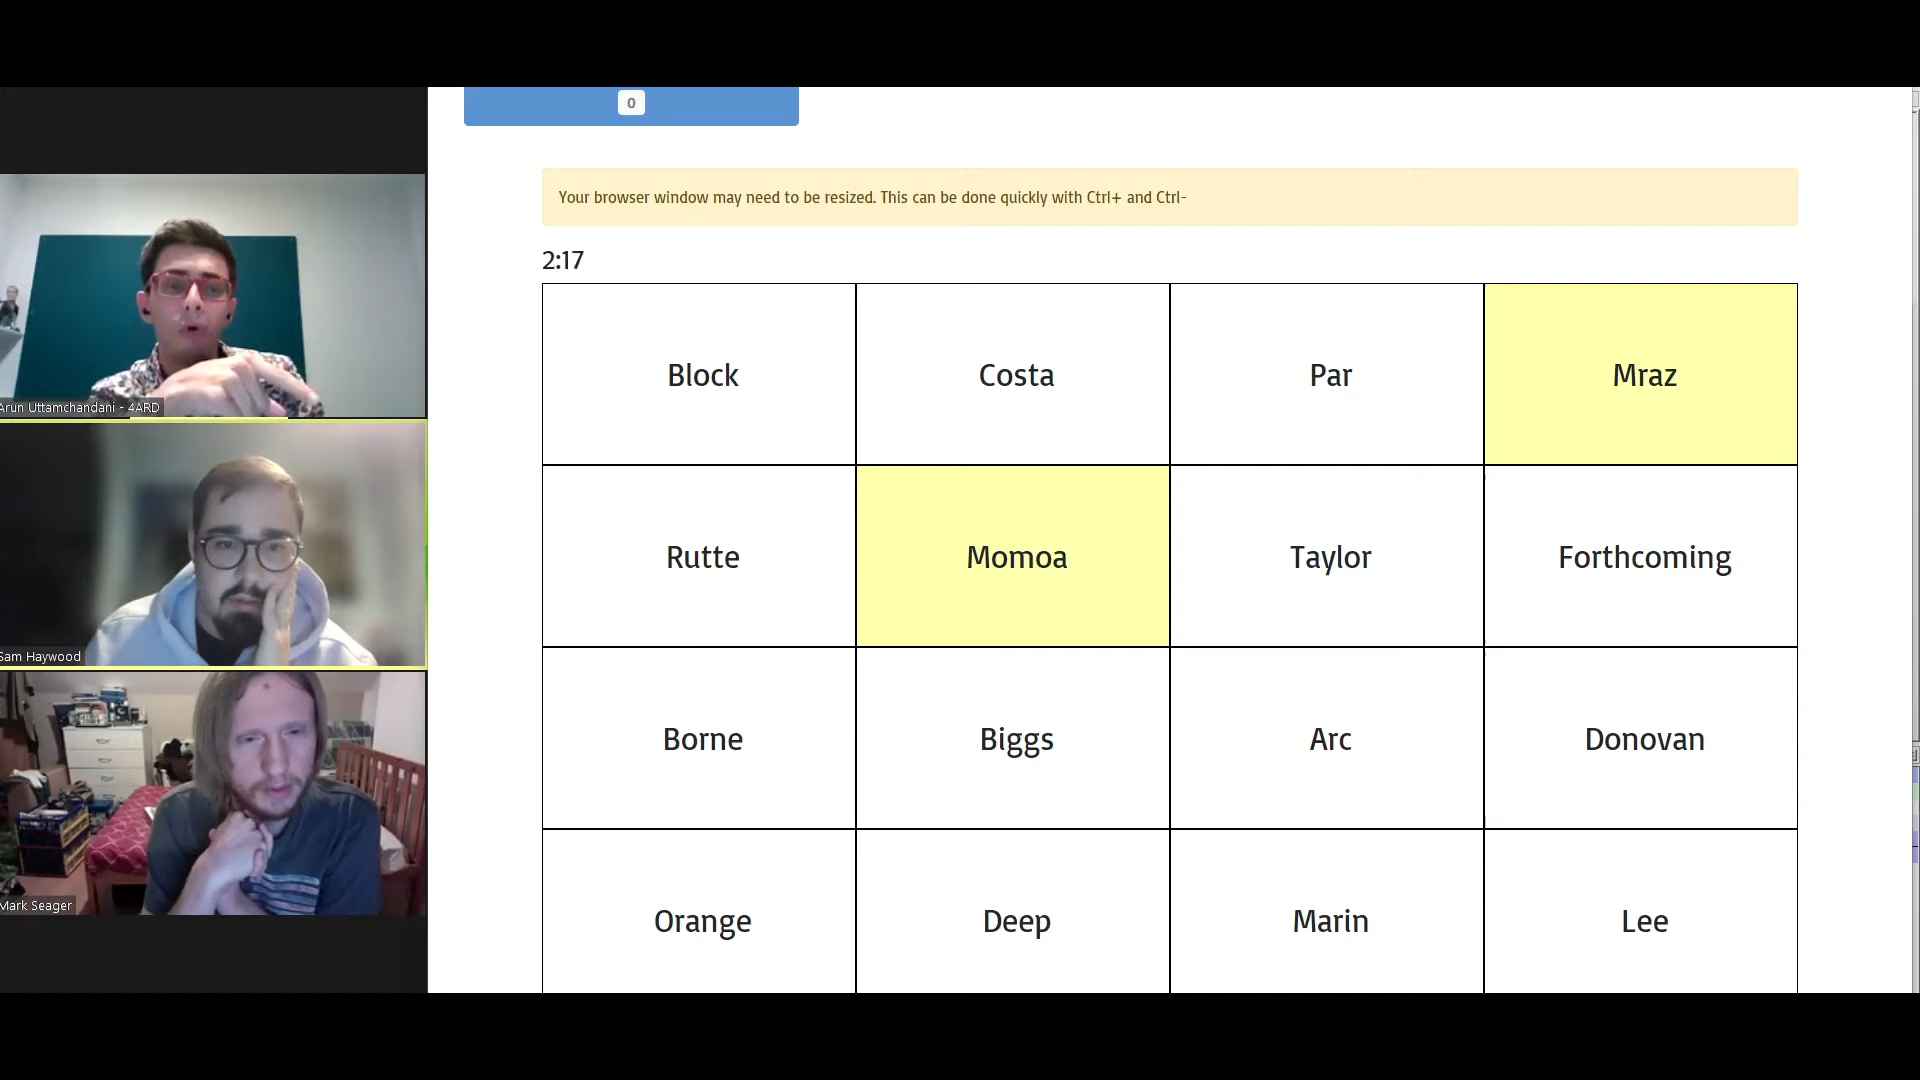 0
Your browser window may need to be resized. This can be done quickly with Ctrl+ and Ctrl-
2:17
Block
Costa
Par
Mraz
Rutte
Momoa
Taylor
Forthcoming
Borne
Biggs
Arc
Donovan
Orange
Deep
Marin
Lee
Arun Uttamchandani - 4ARD
Sam Haywood
Mark Seager